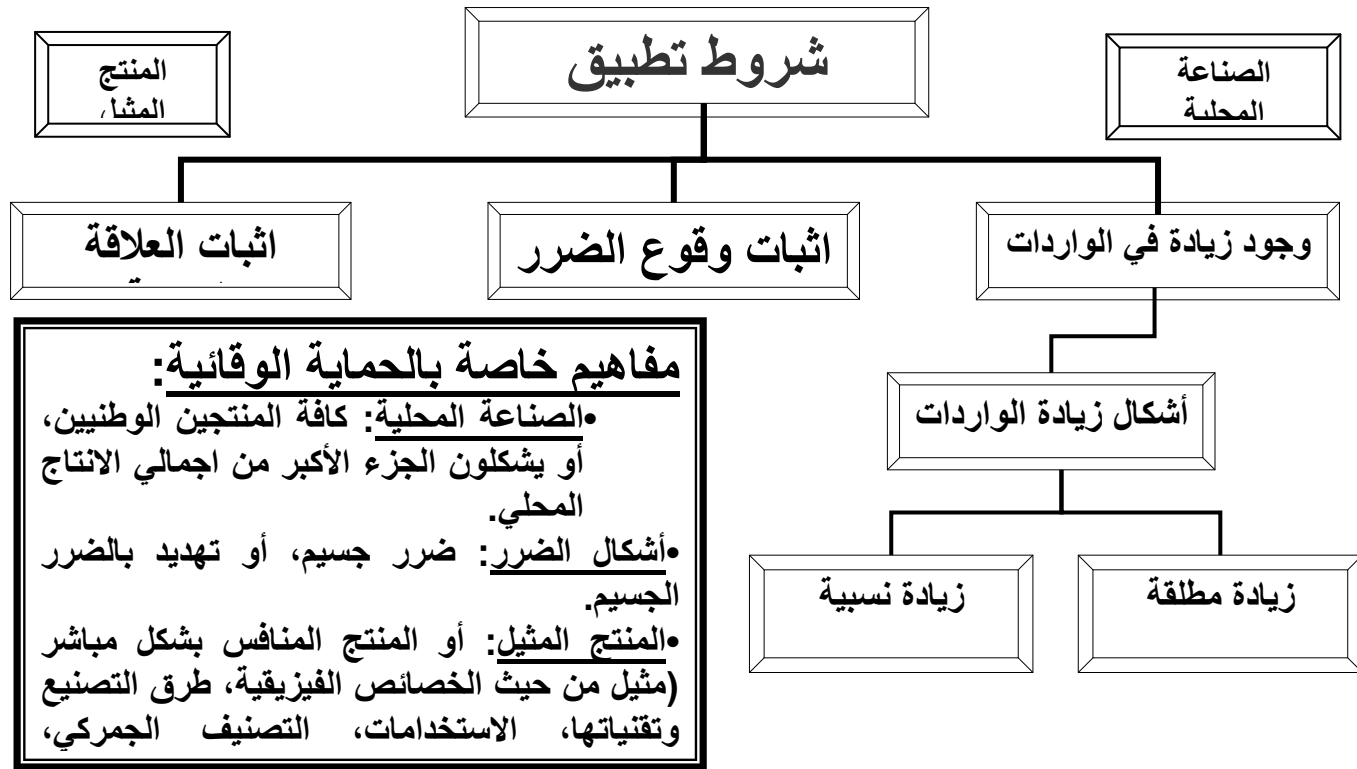 شروط تطبيق
الصناعة
المحلية
المنتج
المثيل
وجود زيادة في الواردات
اثبات وقوع الضرر
اثبات العلاقة
أشكال زيادة الواردات
زيادة مطلقة
زيادة نسبية
مفاهيم خاصة بالحماية الوقائية:
•الصناعة المحلية: كافة المنتجين الوطنيين،
أو يشكلون الجزء الأكبر من اجمالي الانتاج
المحلي.
•أشكال الضرر: ضرر جسيم، أو تهديد بالضرر
الجسيم.
•المنتج المثيل: أو المنتج المنافس بشكل مباشر
(مثيل من حيث الخصائص الفيزيقية، طرق التصنيع
وتقنياتها، الاستخدامات، التصنيف الجمركي،